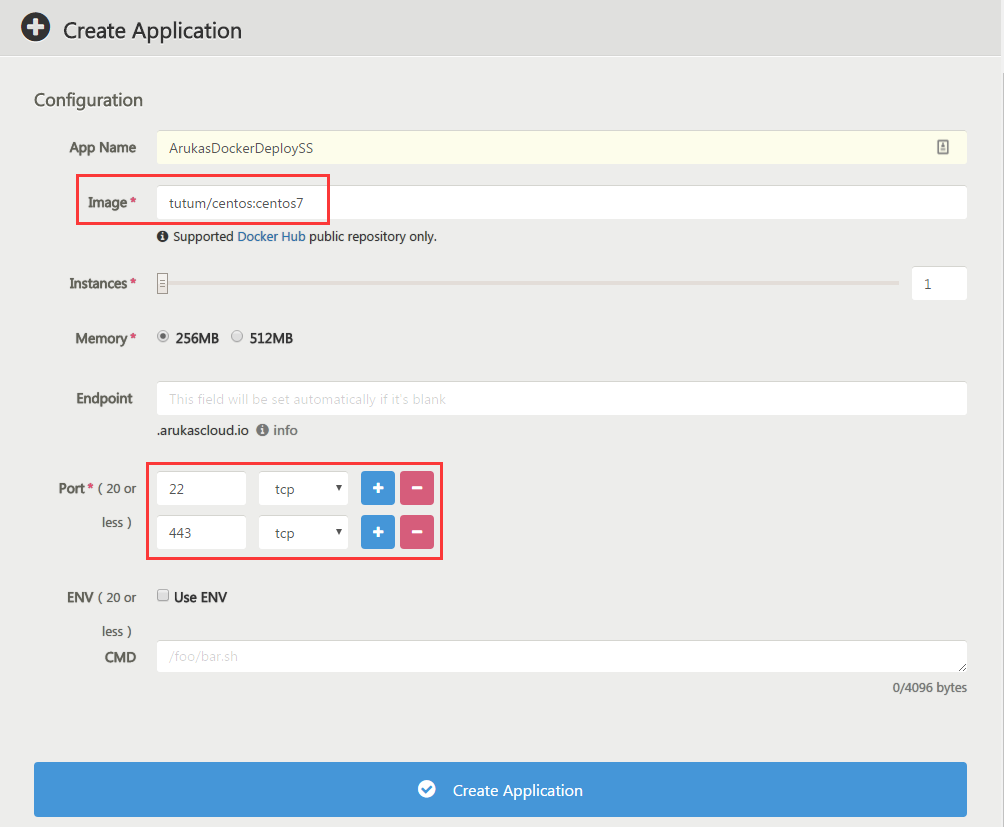 Create Application
Configuration
App Name ArukasDockerDeploySS
Image * tutum/centos:centos7
Supported Docker Hub public repository only.
Instances * 1
Memory * 256MB 512MB
Endpoint This field will be set automatically if it's blank
.arukascloud.io info
Port * ( 20 or less ) 22 tcp
443 tcp
ENV ( 20 or less ) Use ENV
CMD /foo/bar.sh
0/4096 bytes
Create Application